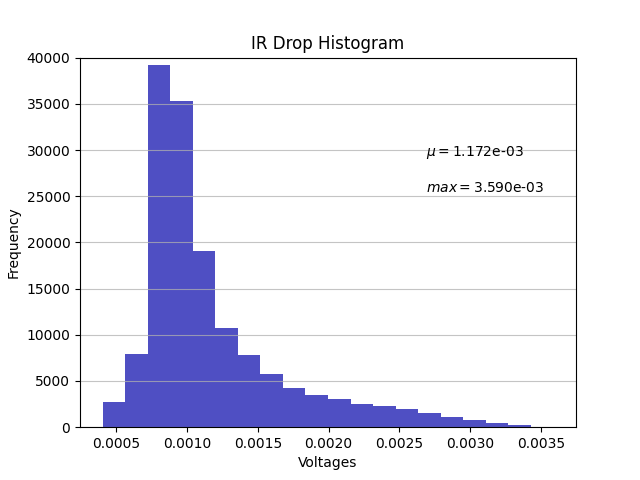 IR Drop Histogram
40000
35000
30000
25000
20000
15000
10000
5000
0
Frequency
μ = 1.172e-03
max = 3.590e-03
0.0005 0.0010 0.0015 0.0020 0.0025 0.0030 0.0035
Voltages